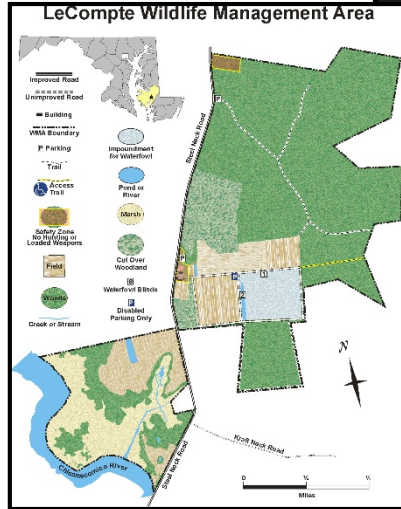 LeCompte Wildlife Management Area
Improved Road
Unimproved Road
Building
WMA Boundary
P Parking
Trail
Access
Trail
Safety Zone
No Hunting or
Loaded Weapons
Field
Woods
Creek or Stream
Impoundment
for Waterfowl
Pond or
River
Marsh
Cut Over
Woodland
Waterfowl Blinds
P
Disabled
Parking Only
Steel Neck Road
P
P
P
1
2
N
Kraft Neck Road
Steel Neck Road
Chicamacomico River
0
Miles